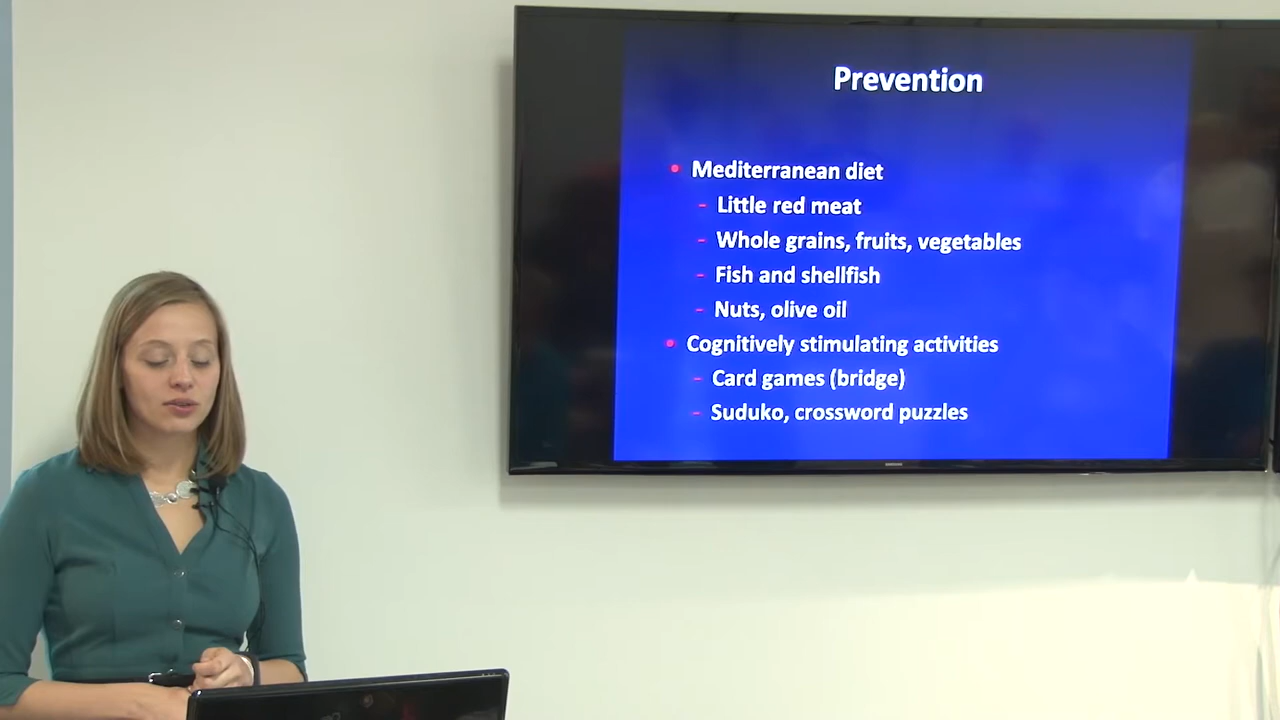 Prevention
• Mediterranean diet
- Little red meat
- Whole grains, fruits, vegetables
- Fish and shellfish
- Nuts, olive oil
• Cognitively stimulating activities
- Card games (bridge)
- Suduko, crossword puzzles